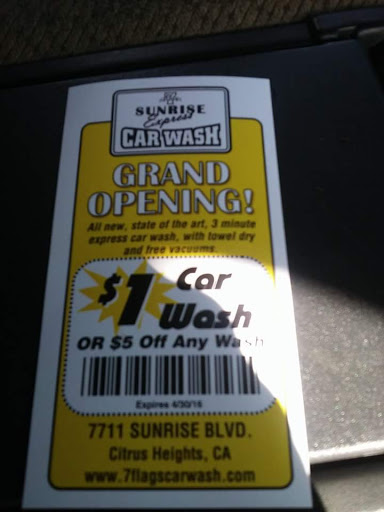 SUNRISE
Express
CAR WASH
GRAND
OPENING!
All new, state of the art, 3 minute
express car wash, with towel dry
and free vacuums.
$1 Car
Wash
OR $5 Off Any Wash
Expires 4/30/16
7711 SUNRISE BLVD.
Citrus Heights, CA
www.7flagscarwash.com